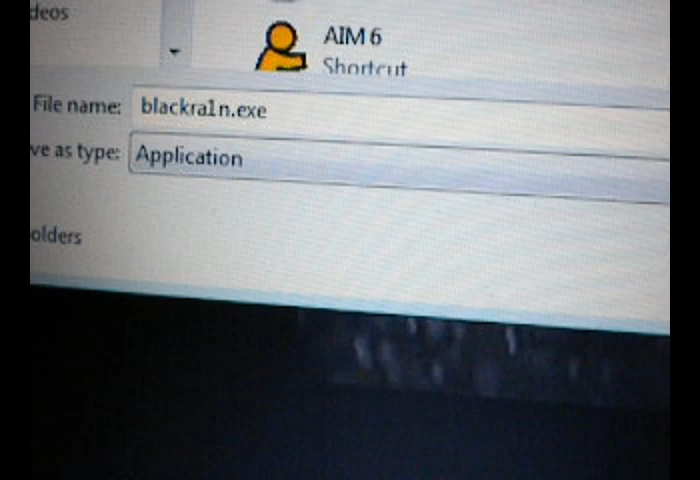 deos
AIM 6
Shortcut
File name: blackra1n.exe
ve as type: Application
olders